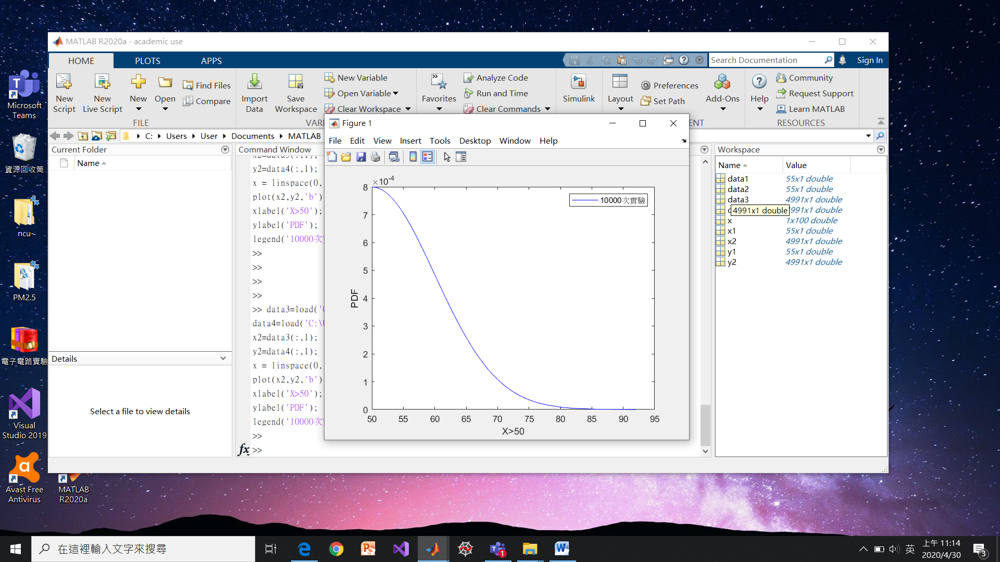 MATLAB R2020a - academic use
HOME PLOTS APPS
Search Documentation
Sign In
New Script
New Live Script
New
Open
Find Files
Compare
FILE
Import Data
Save Workspace
New Variable
Open Variable
Clear Workspace
VARI
Favorites
Analyze Code
Run and Time
Clear Commands
Simulink
Layout
Preferences
Set Path
Add-Ons
ENT
Help
Community
Request Support
Learn MATLAB
RESOURCES
C: Users User Documents MATLAB
Current Folder
Name
Details
Select a file to view details
Command Window
x2=data3(:,1);
y2=data4(:,1);
x = linspace(0,
plot(x2,y2,'b')
xlabel('X>50');
ylabel('PDF');
legend('10000次實
>>
>>
>>
>>
>> data3=load('C
data4=load('C:\U
x2=data3(:,1);
y2=data4(:,1);
x = linspace(0,
plot(x2,y2,'b')
xlabel('X>50');
ylabel('PDF');
legend('10000次實
>>
fx >>
Figure 1
File Edit View Insert Tools Desktop Window Help
×10-4
8
7
6
5
4
3
2
1
0
PDF
10000次實驗
50 55 60 65 70 75 80 85 90 95
X>50
Workspace
Name Value
data1 55x1 double
data2 55x1 double
data3 4991x1 double
4991x1 double
4991x1 double
x 1x100 double
x1 55x1 double
x2 4991x1 double
y1 55x1 double
y2 4991x1 double
Microsoft Teams
資源回收筒
ncu~
PM2.5
電子電路實驗
Visual Studio 2019
Avast Free Antivirus
MATLAB R2020a
在這裡輸入文字來搜尋
1
英
上午 11:14
2020/4/30
3